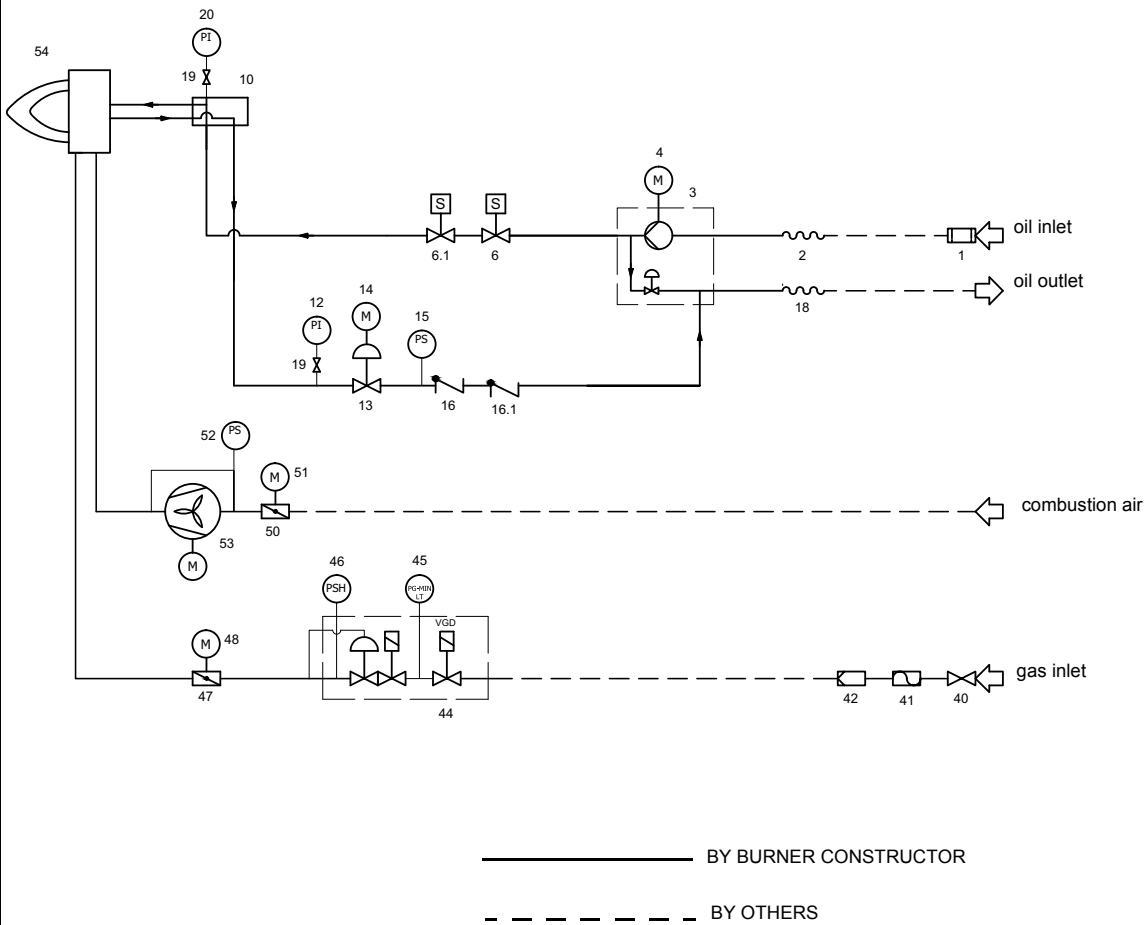 20
PI
54
19
10
4
M
3
S
S
oil inlet
6.1
6
2
1
oil outlet
12
14
15
18
PI
M
PS
19
13
16
16.1
52
PS
51
M
combustion air
50
53
M
46
45
PSH
PG-MIN
LT
VGD
M
48
gas inlet
47
44
42
41
40
BY BURNER CONSTRUCTOR
BY OTHERS